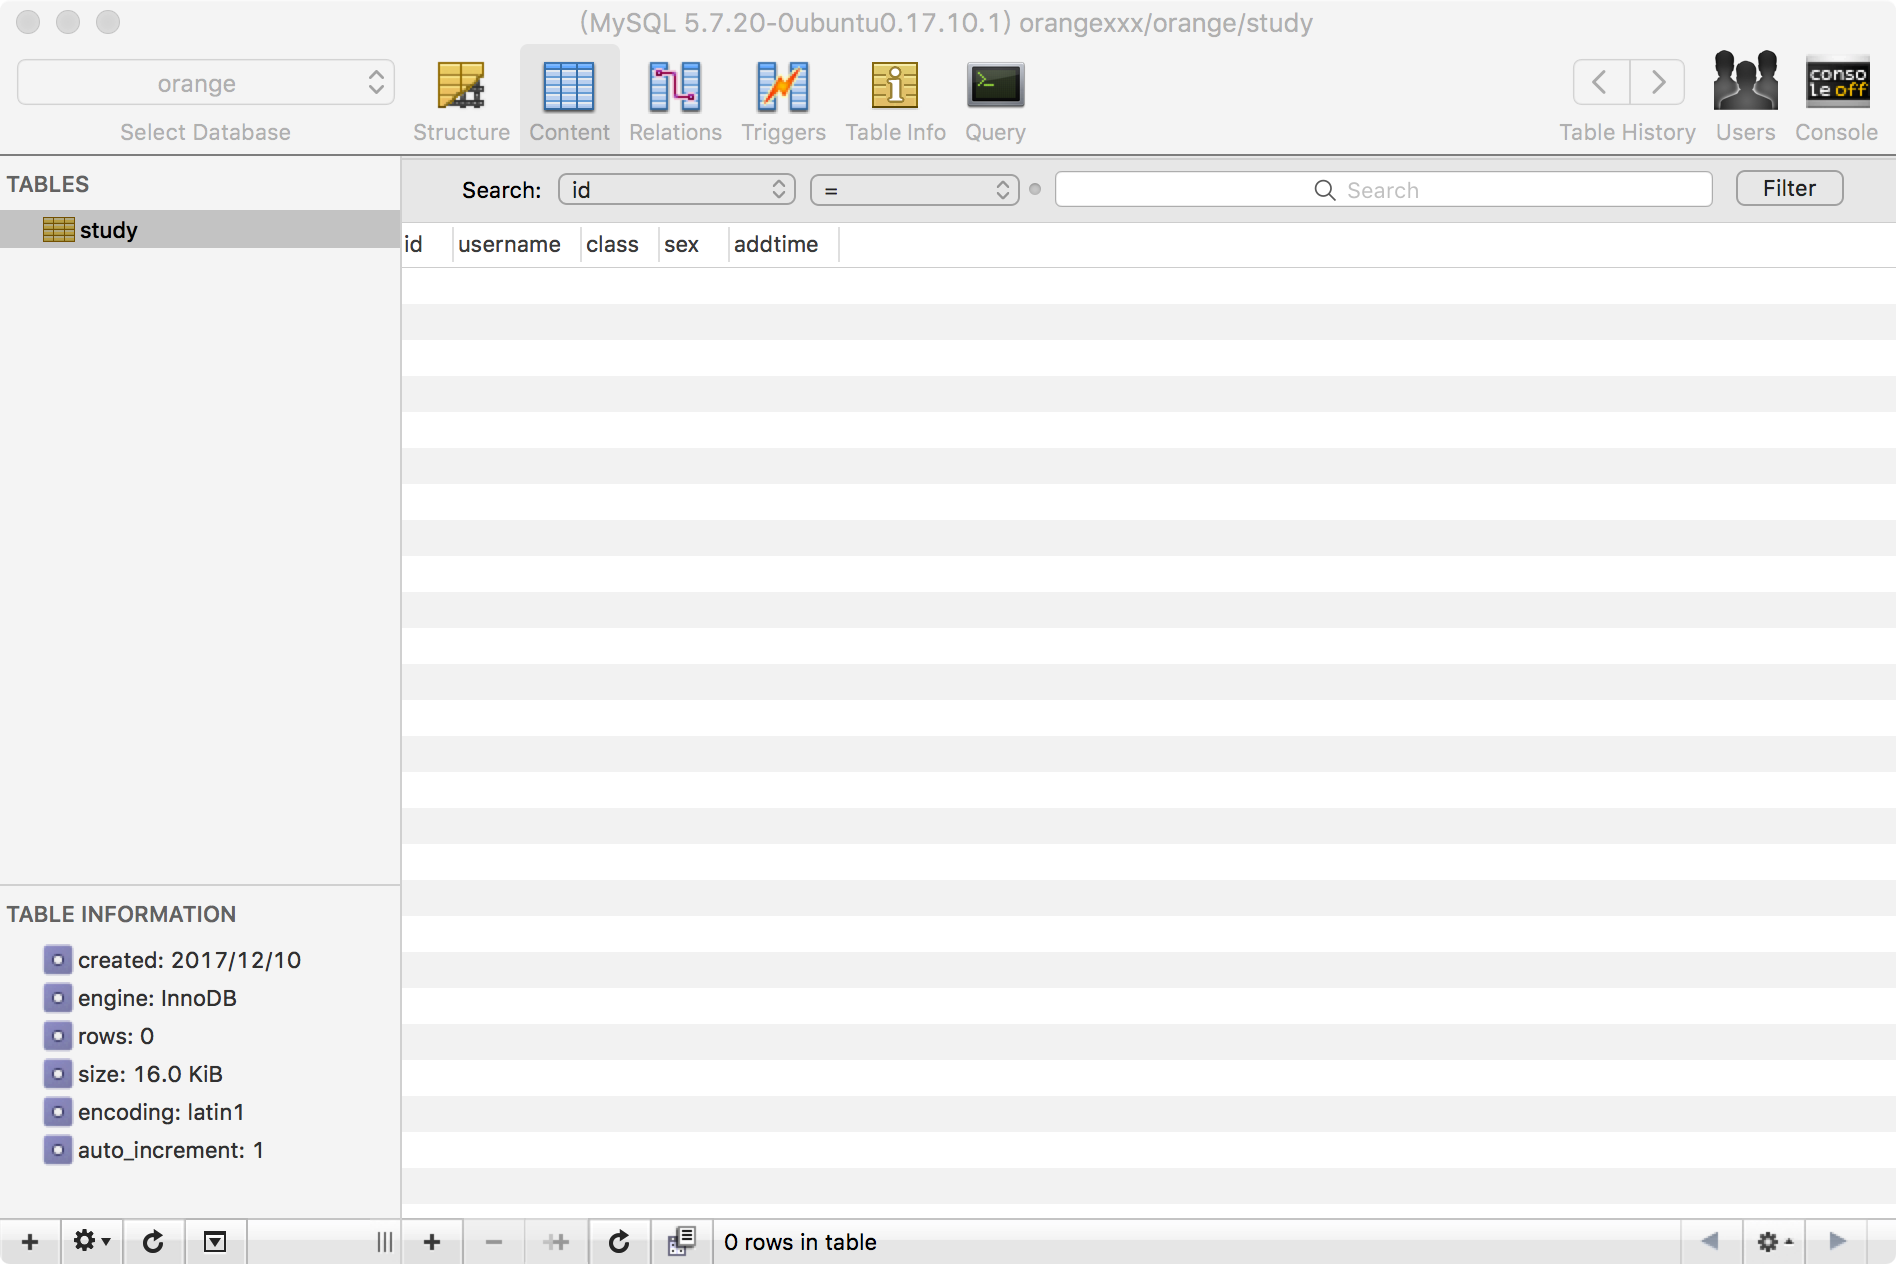 (MySQL 5.7.20-0ubuntu0.17.10.1) orangexxx/orange/study
orange
Select Database
Structure
Content
Relations
Triggers
Table Info
Query
Table History
Users
conso
le off
Console
TABLES
study
Search:
id
=
Search
Filter
id
username
class
sex
addtime
TABLE INFORMATION
created: 2017/12/10
engine: InnoDB
rows: 0
size: 16.0 KiB
encoding: latin1
auto_increment: 1
0 rows in table